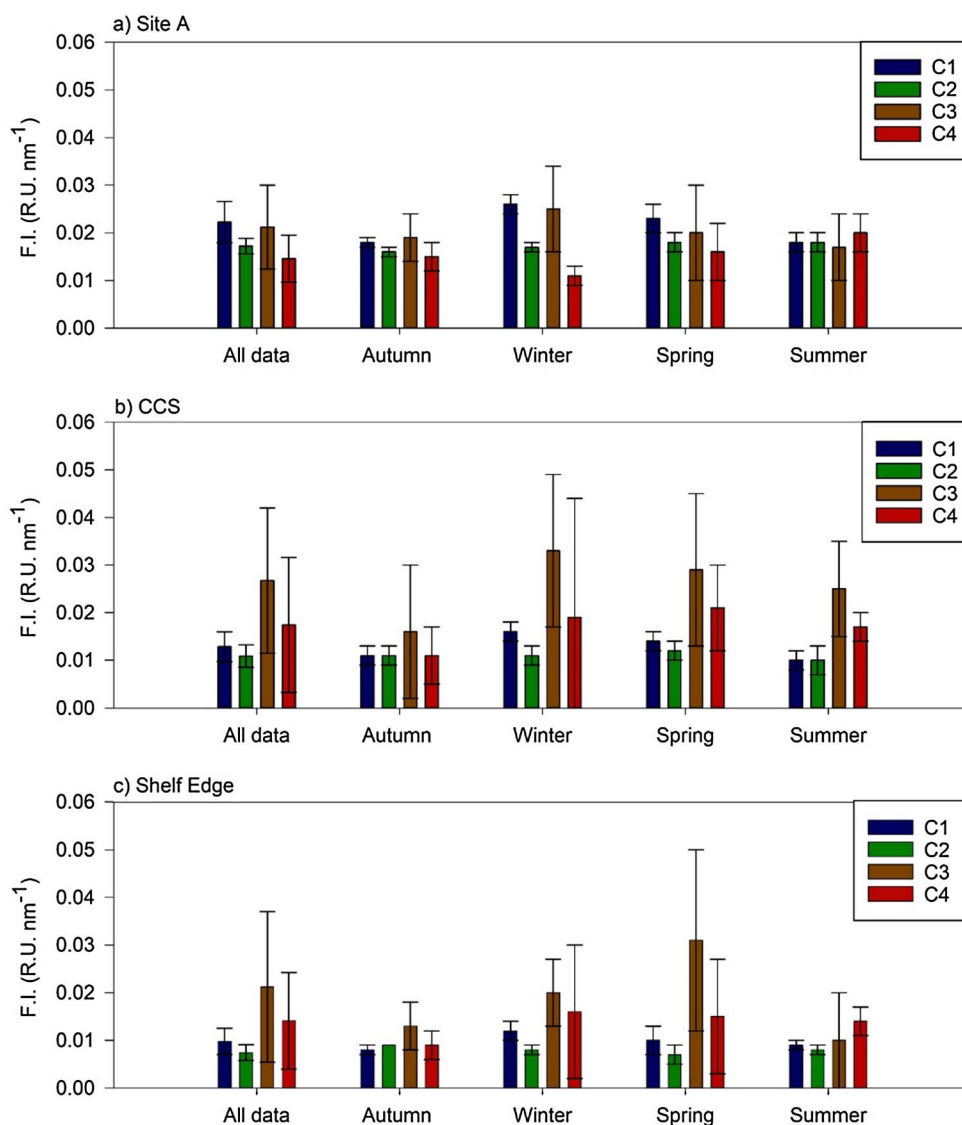 a) Site A
0.06
0.05
0.04
0.03
0.02
0.01
0.00
F.I. (R.U. nm⁻¹)
C1
C2
C3
C4
All data Autumn Winter Spring Summer
b) CCS
0.06
0.05
0.04
0.03
0.02
0.01
0.00
F.I. (R.U. nm⁻¹)
C1
C2
C3
C4
All data Autumn Winter Spring Summer
c) Shelf Edge
0.06
0.05
0.04
0.03
0.02
0.01
0.00
F.I. (R.U. nm⁻¹)
C1
C2
C3
C4
All data Autumn Winter Spring Summer